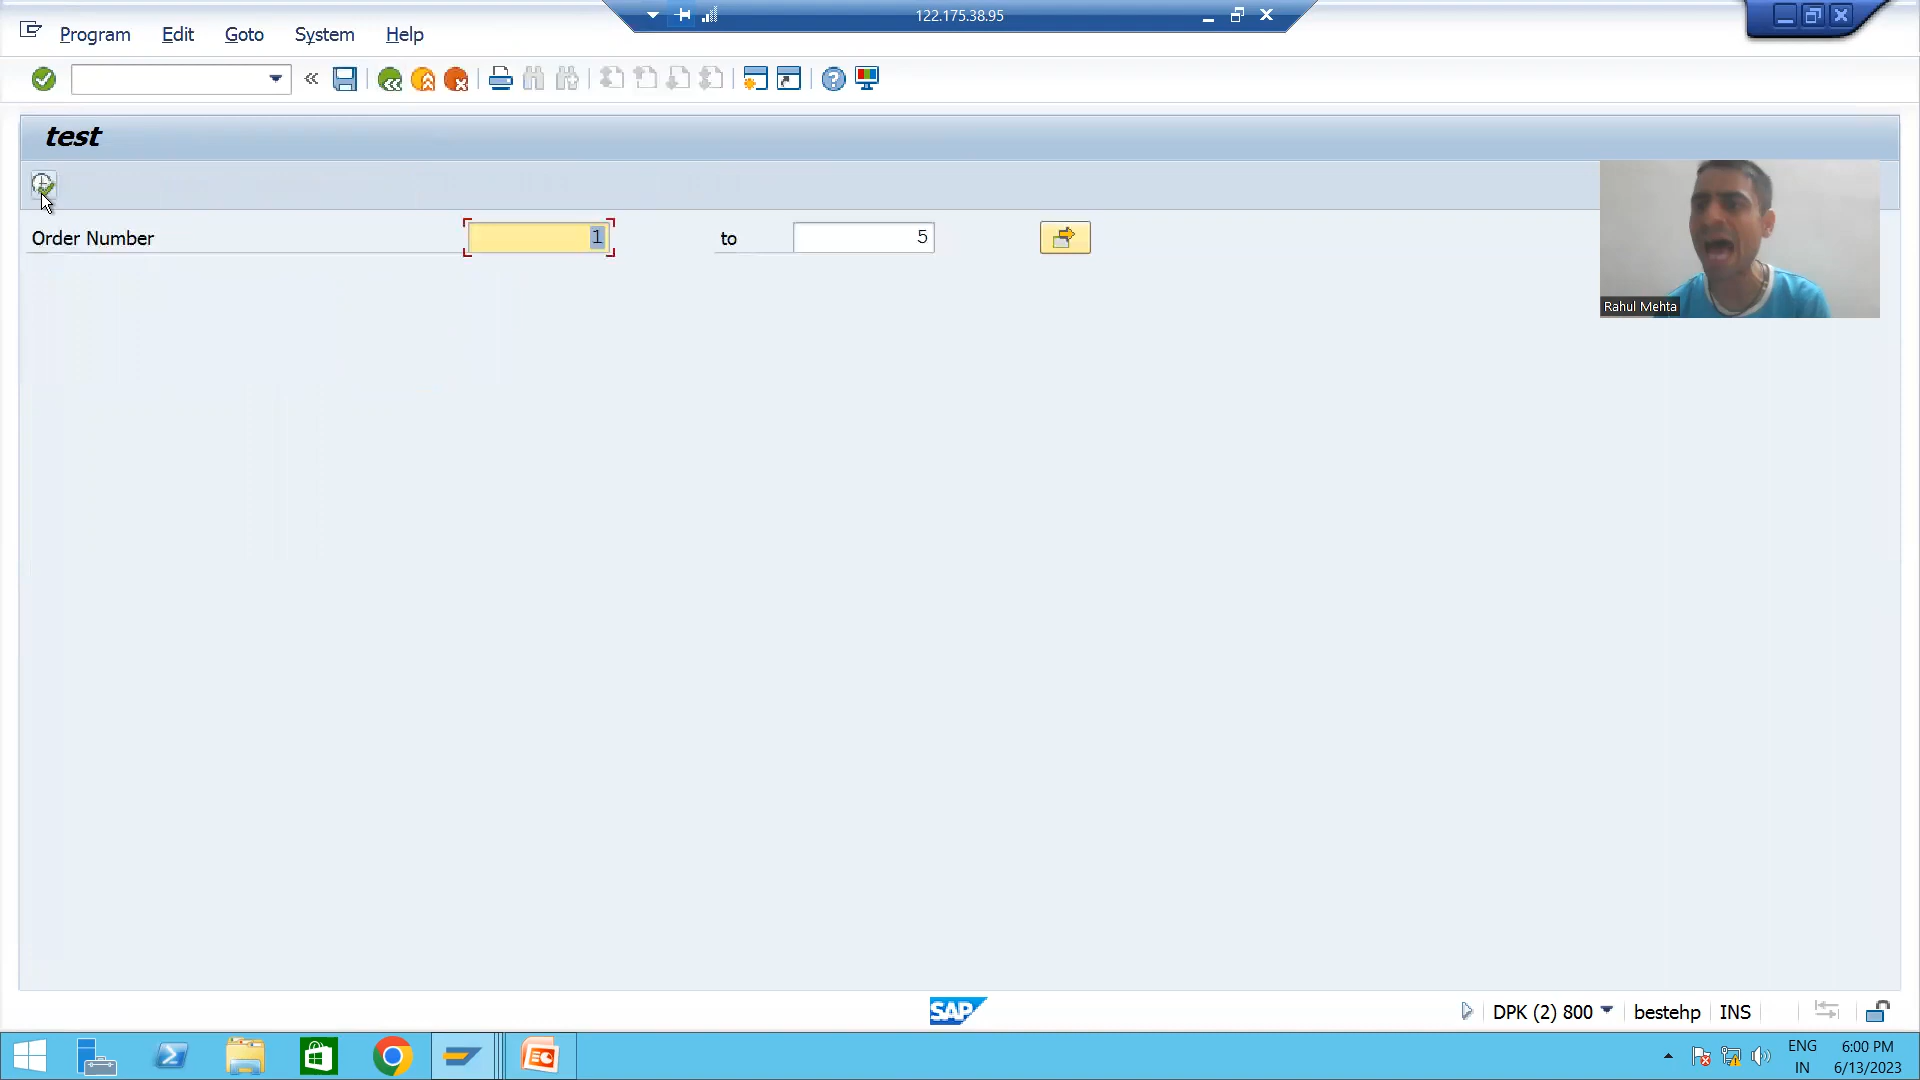 122.175.38.95
Program Edit Goto System Help
test
Order Number 1 to 5
Rahul Mehta
SAP DPK (2) 800 bestehp INS
ENG 6:00 PM
IN 6/13/2023